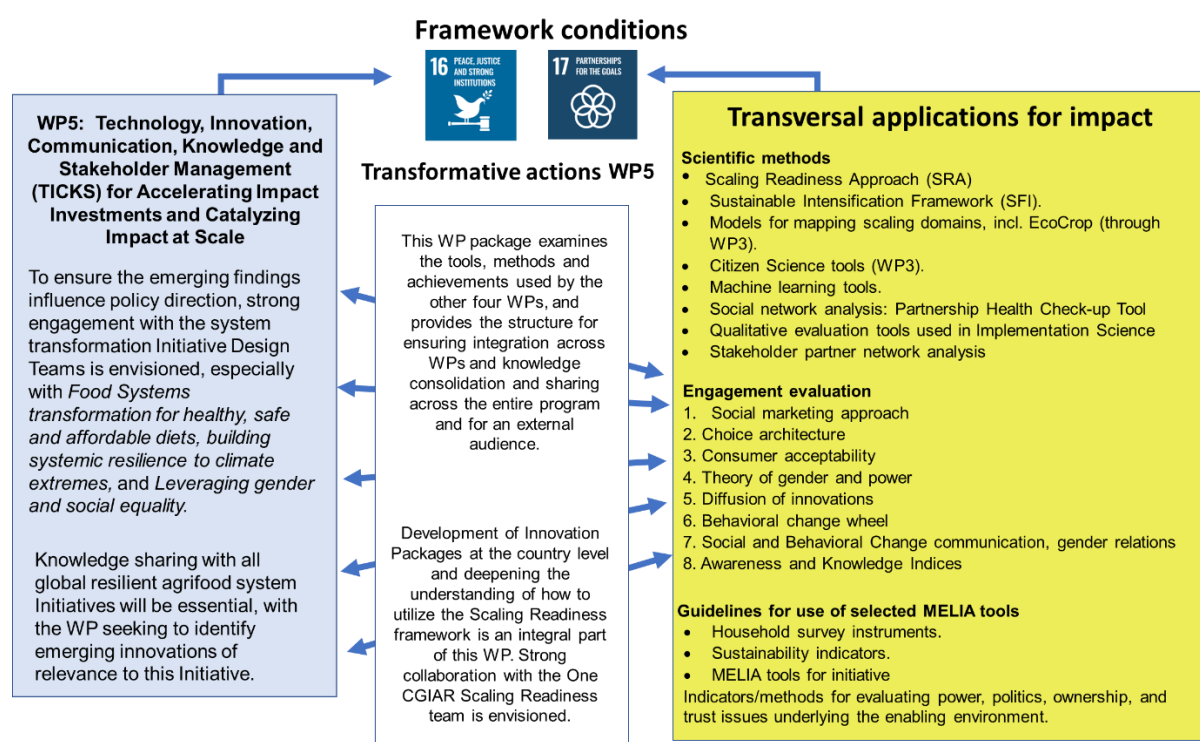 Framework conditions
16 PEACE, JUSTICE
AND STRONG
INSTITUTIONS
17 PARTNERSHIPS
FOR THE GOALS
WP5: Technology, Innovation,
Communication, Knowledge and
Stakeholder Management
(TICKS) for Accelerating Impact
Investments and Catalyzing
Impact at Scale
To ensure the emerging findings
influence policy direction, strong
engagement with the system
transformation Initiative Design
Teams is envisioned, especially
with Food Systems
transformation for healthy, safe
and affordable diets, building
systemic resilience to climate
extremes, and Leveraging gender
and social equality.
Knowledge sharing with all
global resilient agrifood system
Initiatives will be essential, with
the WP seeking to identify
emerging innovations of
relevance to this Initiative.
Transformative actions WP5
This WP package examines
the tools, methods and
achievements used by the
other four WPs, and
provides the structure for
ensuring integration across
WPs and knowledge
consolidation and sharing
across the entire program
and for an external
audience.
Development of Innovation
Packages at the country level
and deepening the
understanding of how to
utilize the Scaling Readiness
framework is an integral part
of this WP. Strong
collaboration with the One
CGIAR Scaling Readiness
team is envisioned.
Transversal applications for impact
Scientific methods
• Scaling Readiness Approach (SRA)
• Sustainable Intensification Framework (SFI).
• Models for mapping scaling domains, incl. EcoCrop (through
WP3).
• Citizen Science tools (WP3).
• Machine learning tools.
• Social network analysis: Partnership Health Check-up Tool
• Qualitative evaluation tools used in Implementation Science
• Stakeholder partner network analysis
Engagement evaluation
1. Social marketing approach
2. Choice architecture
3. Consumer acceptability
4. Theory of gender and power
5. Diffusion of innovations
6. Behavioral change wheel
7. Social and Behavioral Change communication, gender relations
8. Awareness and Knowledge Indices
Guidelines for use of selected MELIA tools
• Household survey instruments.
• Sustainability indicators.
• MELIA tools for initiative
Indicators/methods for evaluating power, politics, ownership, and
trust issues underlying the enabling environment.